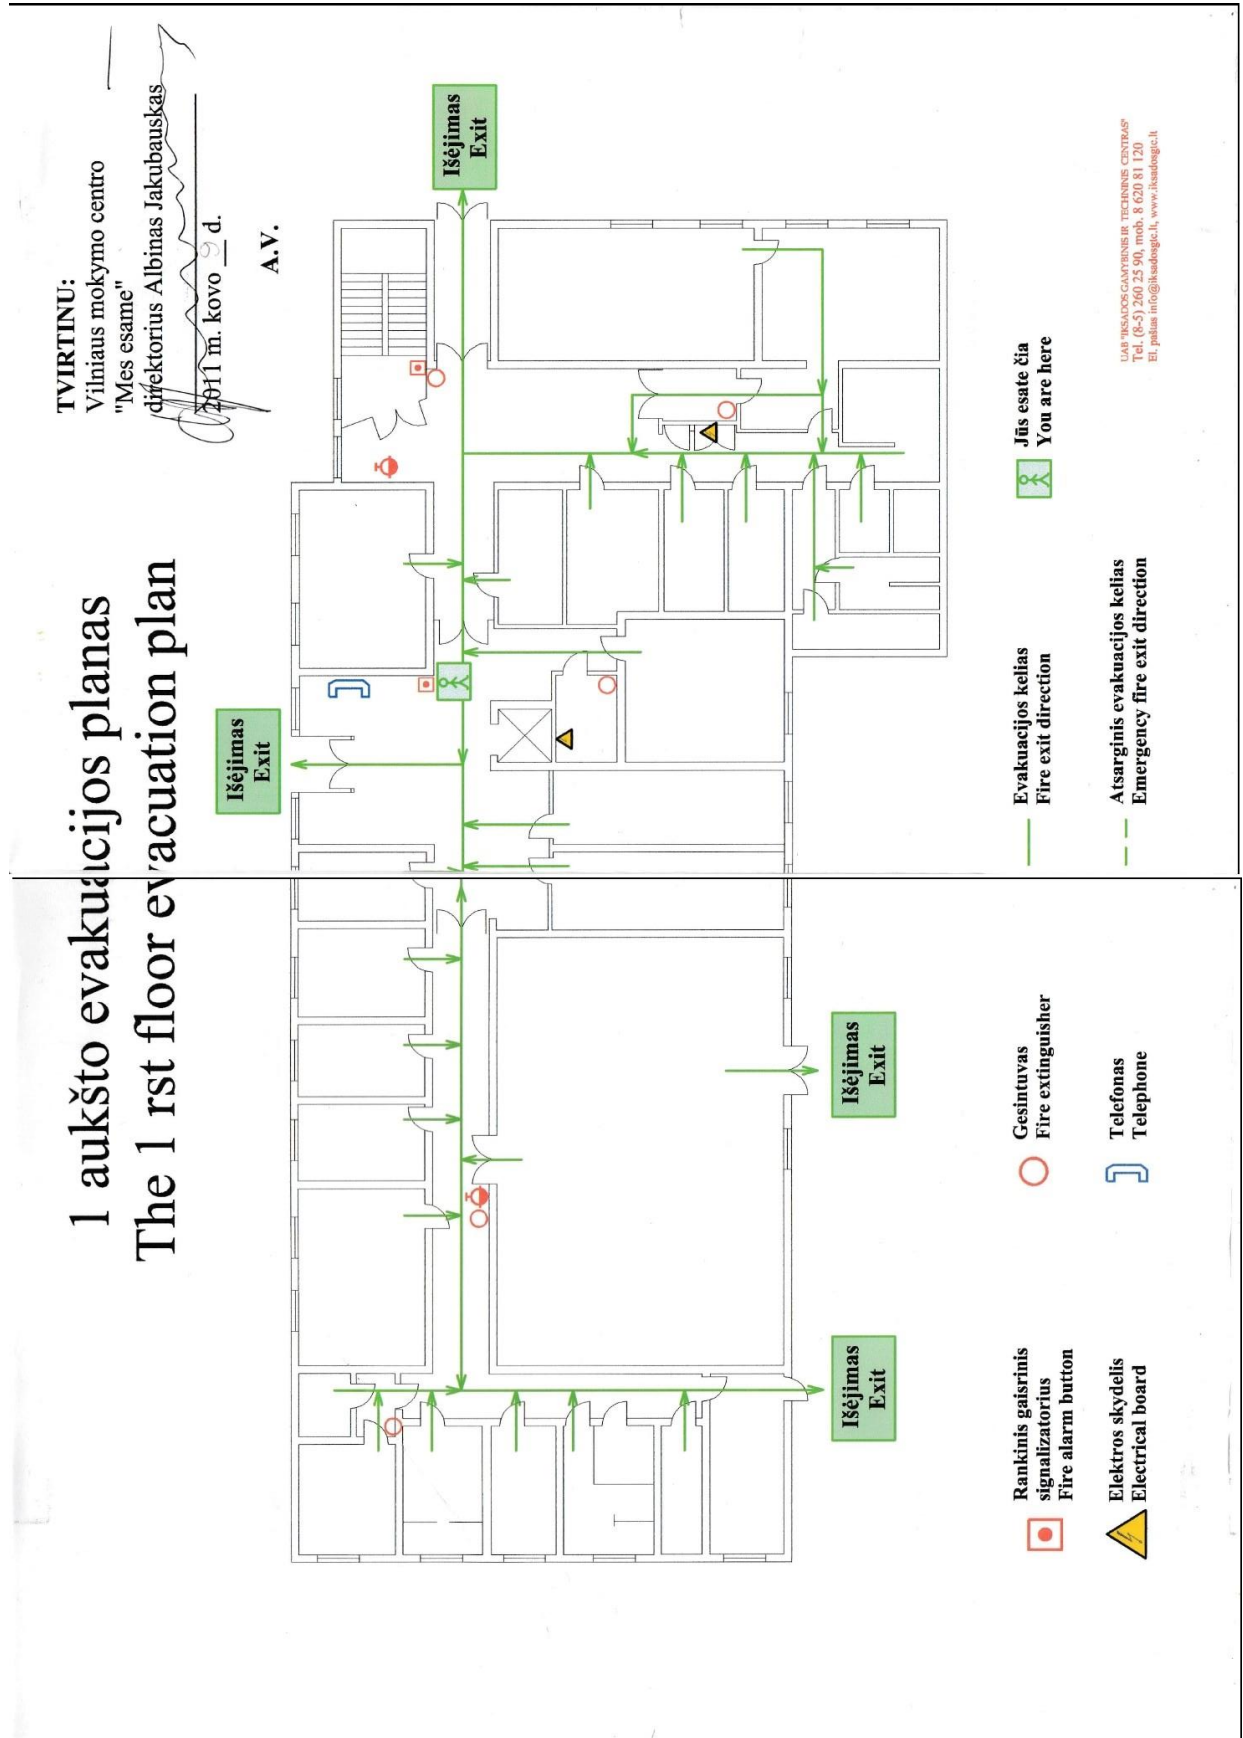 1 aukšto evakuacijos planas
The 1 rst floor evacuation plan
TVIRTINU:
Vilniaus mokymo centro
"Mes esame"
direktorius Albinas Jakubauskas
2011 m. kovo 9 d.
A.V.
Išėjimas
Exit
Išėjimas
Exit
Išėjimas
Exit
Išėjimas
Exit
Rankinis gaisrinis
signalizatorius
Fire alarm button
Gesintuvas
Fire extinguisher
Evakuacijos kelias
Fire exit direction
Jūs esate čia
You are here
Elektros skydelis
Electrical board
Telefonas
Telephone
Atsarginis evakuacijos kelias
Emergency fire exit direction
UAB "IKSADOS GAMYBINIS IR TECHNINIS CENTRAS"
Tel. (8-5) 260 25 90, mob. 8 620 81 120
El. paštas info@iksadosgtc.lt, www.iksadosgtc.lt